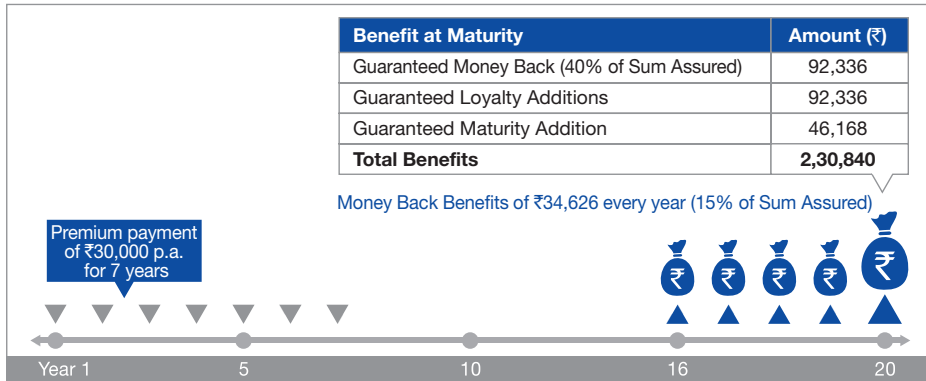 Benefit at Maturity Amount (₹)
Guaranteed Money Back (40% of Sum Assured) 92,336
Guaranteed Loyalty Additions 92,336
Guaranteed Maturity Addition 46,168
Total Benefits 2,30,840
Money Back Benefits of ₹34,626 every year (15% of Sum Assured)
Premium payment
of ₹30,000 p.a.
for 7 years
₹ ₹ ₹ ₹ ₹
Year 1 5 10 16 20